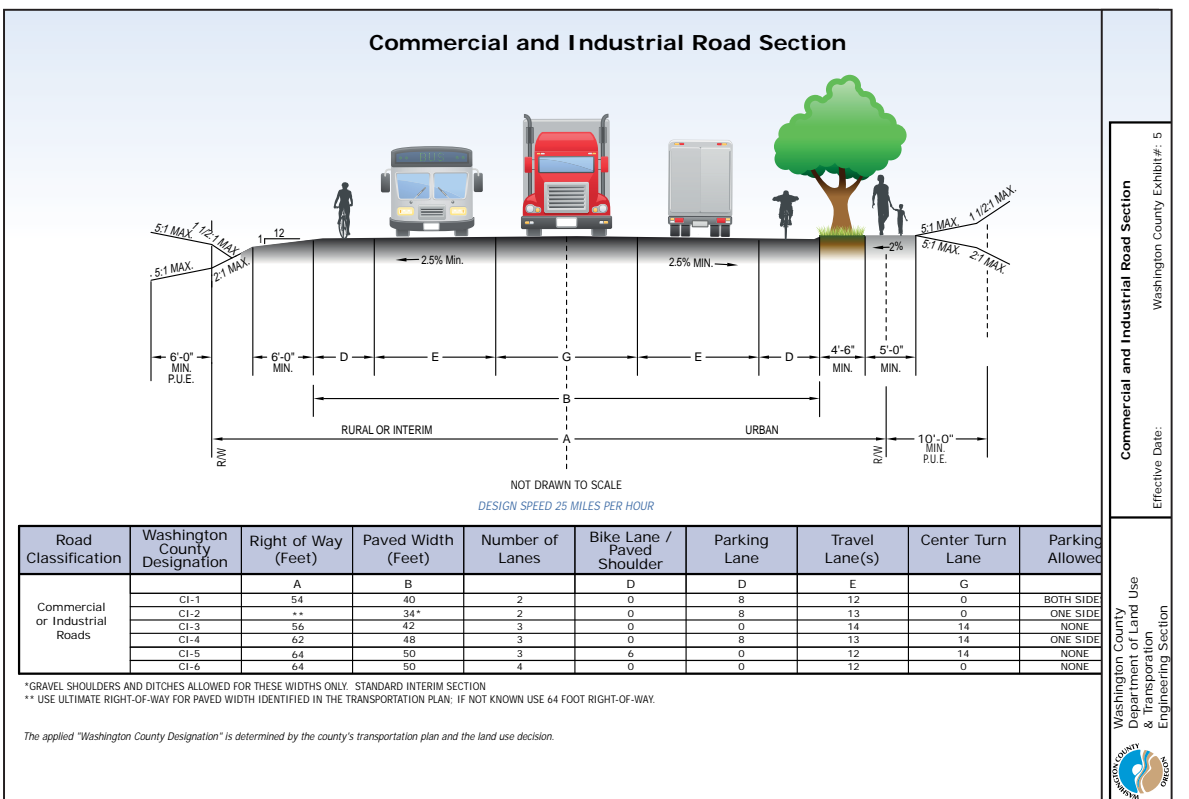 Commercial and Industrial Road Section
BUS
5:1 MAX.
1 1/2:1 MAX.
1
12
5:1 MAX.
2:1 MAX.
2.5% Min.
2.5% MIN.
2%
5:1 MAX.
1 1/2:1 MAX.
5:1 MAX.
2:1 MAX.
6'-0" MIN. P.U.E.
6'-0" MIN.
D
E
G
E
D
4'-6" MIN.
5'-0" MIN.
B
RURAL OR INTERIM
A
URBAN
R/W
R/W
10'-0" MIN. P.U.E.
NOT DRAWN TO SCALE
DESIGN SPEED 25 MILES PER HOUR
Road Classification Washington County Designation Right of Way (Feet) Paved Width (Feet) Number of Lanes Bike Lane / Paved Shoulder Parking Lane Travel Lane(s) Center Turn Lane Parking Allowed
A B D D E G
Commercial or Industrial Roads
CI-1 54 40 2 0 8 12 0 BOTH SIDES
CI-2 ** 34* 2 0 8 13 0 ONE SIDE
CI-3 56 42 3 0 0 14 14 NONE
CI-4 62 48 3 0 8 13 14 ONE SIDE
CI-5 64 50 3 6 0 12 14 NONE
CI-6 64 50 4 0 0 12 0 NONE
*GRAVEL SHOULDERS AND DITCHES ALLOWED FOR THESE WIDTHS ONLY. STANDARD INTERIM SECTION
** USE ULTIMATE RIGHT-OF-WAY FOR PAVED WIDTH IDENTIFIED IN THE TRANSPORTATION PLAN; IF NOT KNOWN USE 64 FOOT RIGHT-OF-WAY.
The applied "Washington County Designation" is determined by the county's transportation plan and the land use decision.
Commercial and Industrial Road Section
Effective Date: Washington County Exhibit#: 5
Washington County
Department of Land Use
& Transporation
Engineering Section
WASHINGTON COUNTY
OREGON